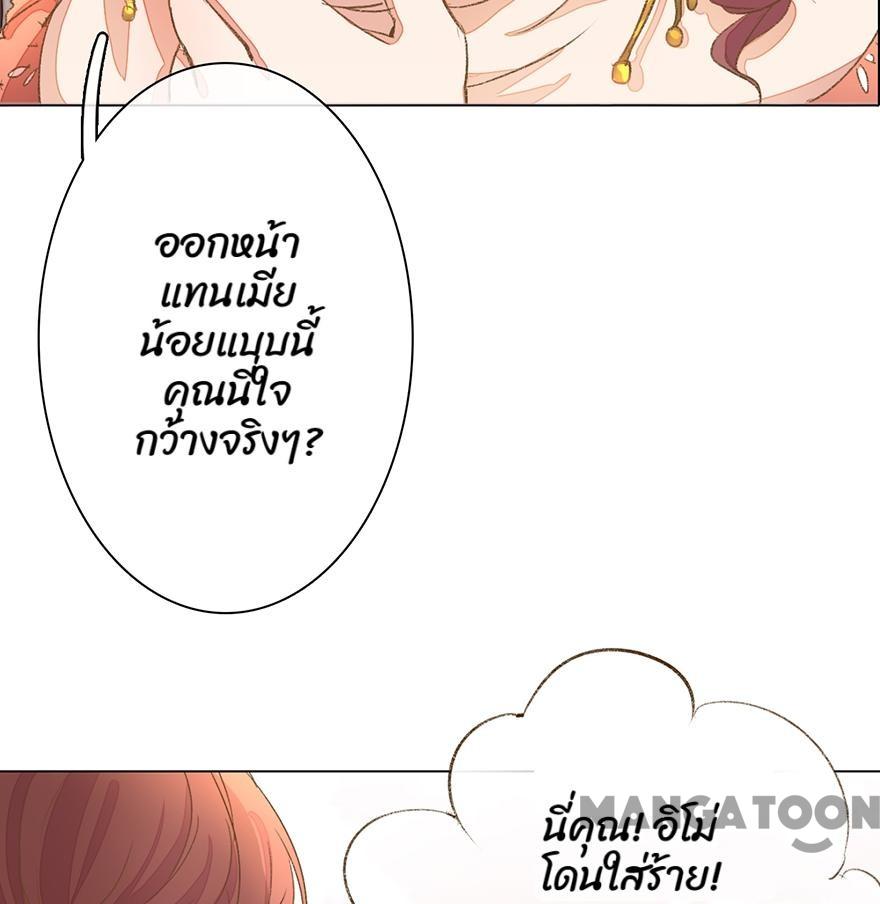 ออกหน้า
แทนเมีย
น้อยแบบนี้
คุณนี่ใจ
กว้างจริงๆ?
MANGATOON
นี่คุณ! อิโม่
โดนใส่ร้าย!